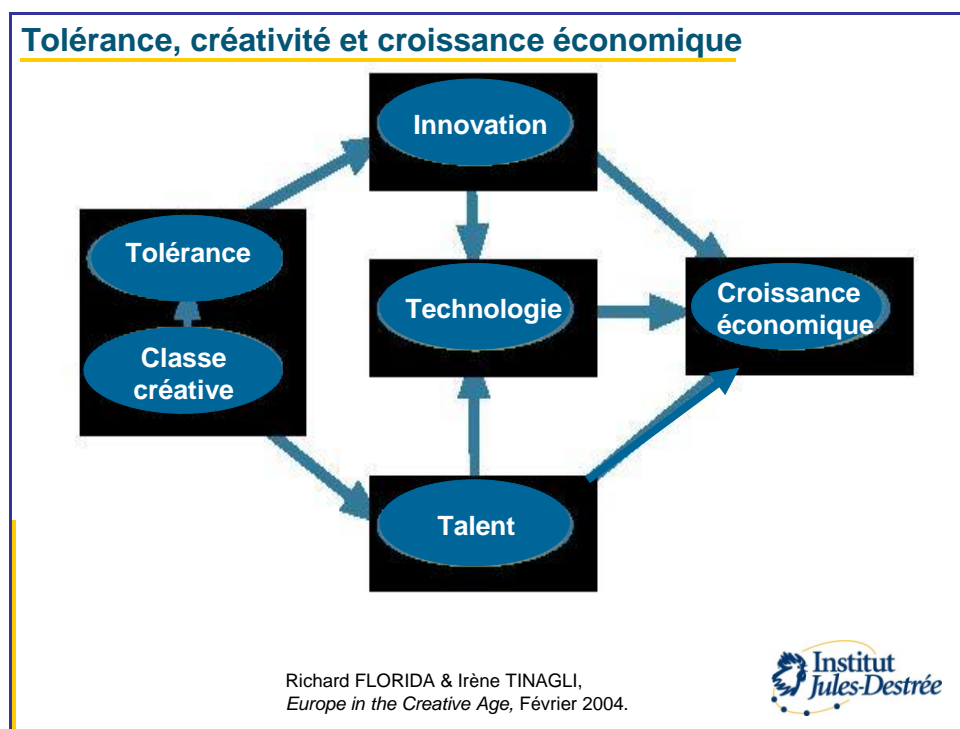 Tolérance, créativité et croissance économique
Innovation
Tolérance
Technologie
Croissance
économique
Classe
créative
Talent
Richard FLORIDA & Irène TINAGLI,
Europe in the Creative Age, Février 2004.
Institut
Jules-Destrée